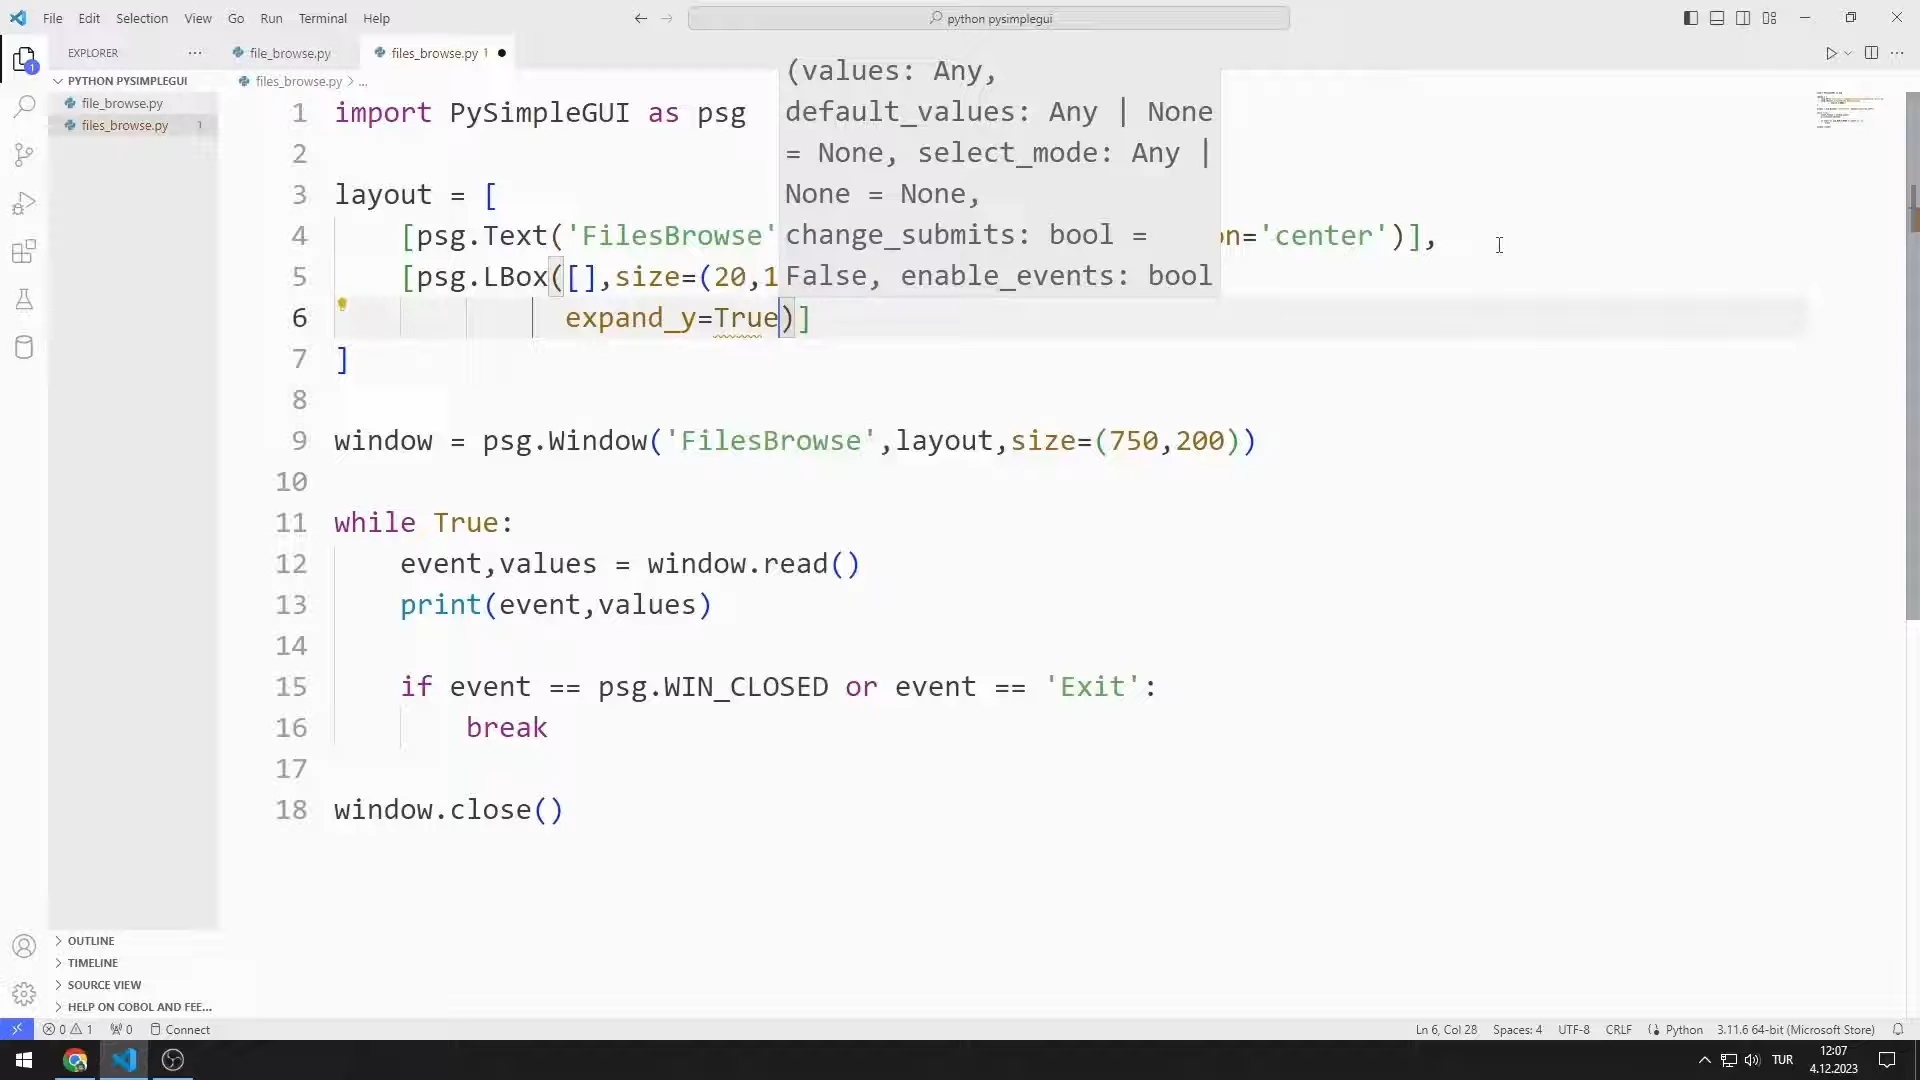 File Edit Selection View Go Run Terminal Help
python pysimplegui
EXPLORER
file_browse.py
files_browse.py 1
PYTHON PYSIMPLEGUI
file_browse.py
files_browse.py 1
OUTLINE
TIMELINE
SOURCE VIEW
HELP ON COBOL AND FEE...
files_browse.py > ...
1 import PySimpleGUI as psg
2
3 layout = [
4 [psg.Text('FilesBrowse' n='center')],
5 [psg.LBox([],size=(20,1
6 expand_y=True)]
7 ]
8
9 window = psg.Window('FilesBrowse',layout,size=(750,200))
10
11 while True:
12 event,values = window.read()
13 print(event,values)
14
15 if event == psg.WIN_CLOSED or event == 'Exit':
16 break
17
18 window.close()
(values: Any,
default_values: Any | None
= None, select_mode: Any |
None = None,
change_submits: bool =
False, enable_events: bool
0 1 0 Connect
Ln 6, Col 28 Spaces: 4 UTF-8 CRLF Python 3.11.6 64-bit (Microsoft Store)
TUR
12:07
4.12.2023